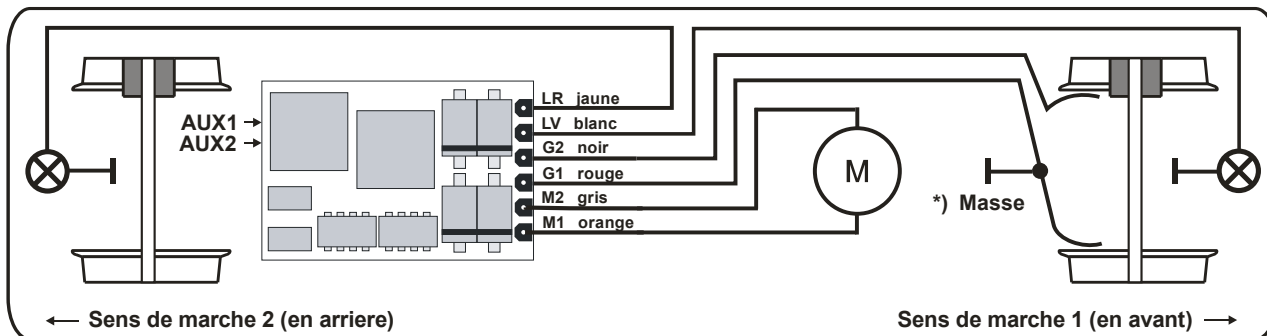 LR jaune
LV blanc
G2 noir
G1 rouge
M2 gris
M1 orange
AUX1
AUX2
M
*) Masse
Sens de marche 2 (en arriere)
Sens de marche 1 (en avant)